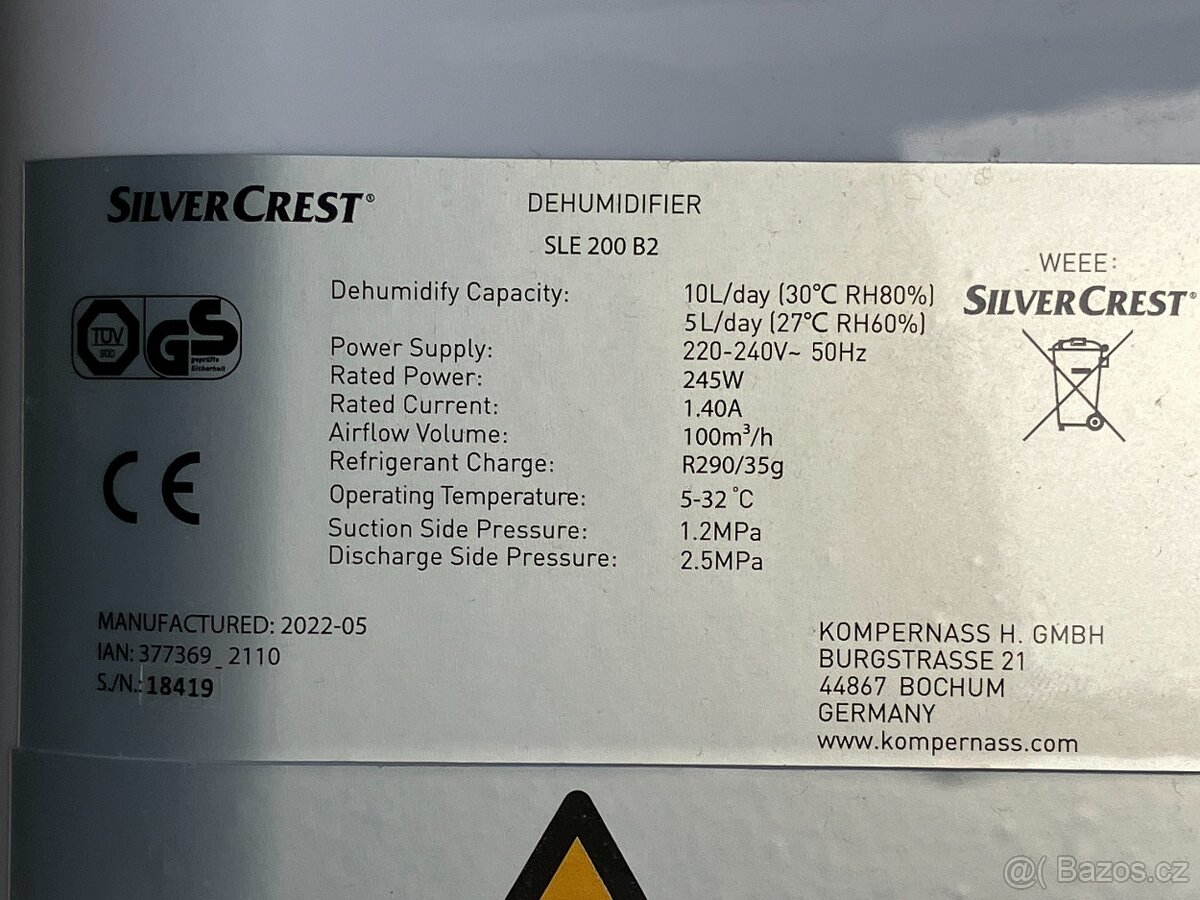 SILVERCREST®
DEHUMIDIFIER
SLE 200 B2
Dehumidify Capacity: 10L/day (30℃ RH80%)
5L/day (27℃ RH60%)
Power Supply: 220-240V~ 50Hz
Rated Power: 245W
Rated Current: 1.40A
Airflow Volume: 100m³/h
Refrigerant Charge: R290/35g
Operating Temperature: 5-32 °C
Suction Side Pressure: 1.2MPa
Discharge Side Pressure: 2.5MPa
WEEE:
SILVERCREST®
TÜV
SÜD
GS
geprüfte
Sicherheit
CE
MANUFACTURED: 2022-05
IAN: 377369_2110
S./N.: 18419
KOMPERNASS H. GMBH
BURGSTRASSE 21
44867 BOCHUM
GERMANY
www.kompernass.com
@( Bazos.cz